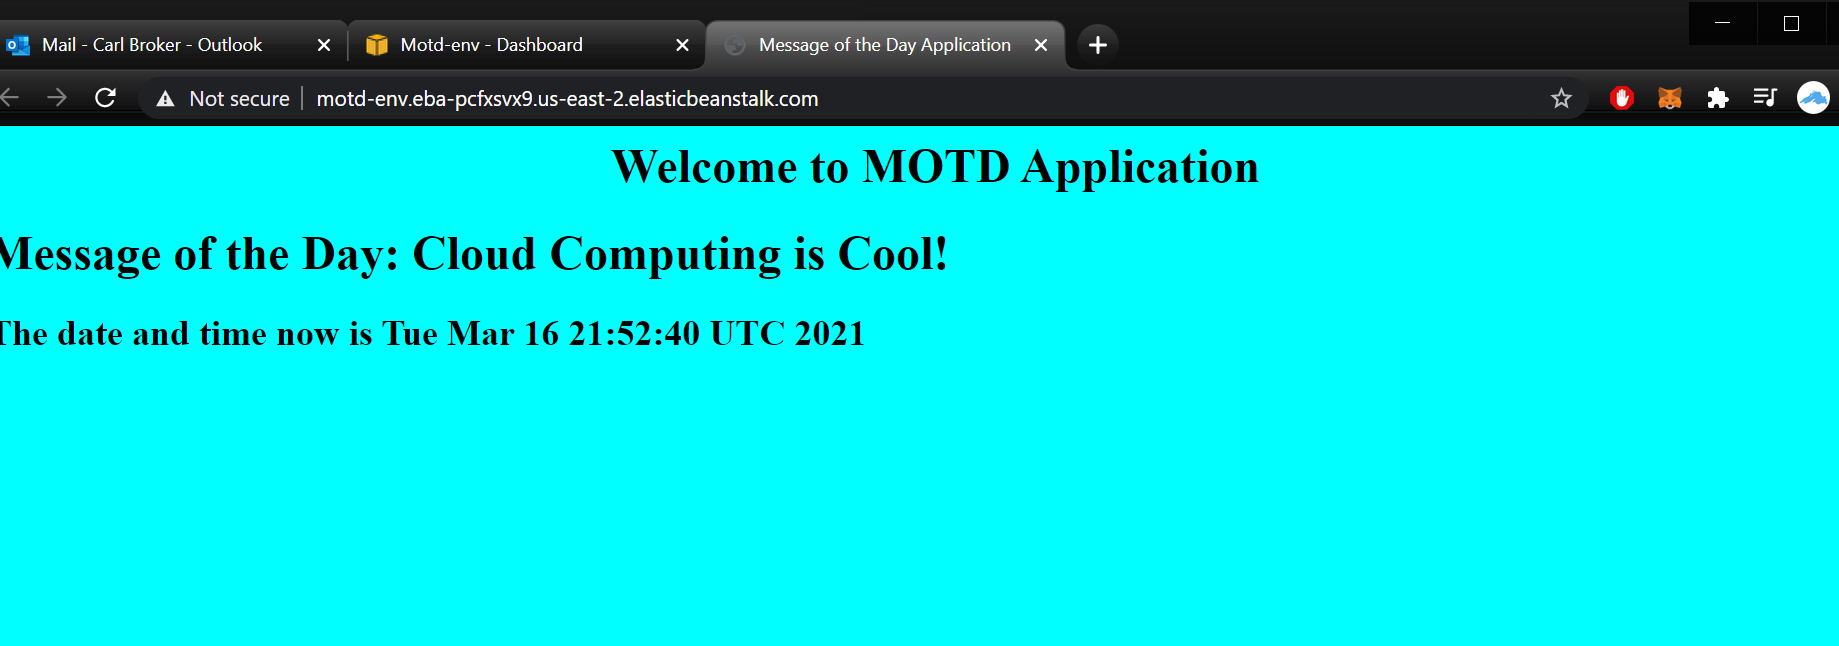 Mail - Carl Broker - Outlook
Motd-env - Dashboard
Message of the Day Application
Not secure
motd-env.eba-pcfxsvx9.us-east-2.elasticbeanstalk.com
Welcome to MOTD Application
Message of the Day: Cloud Computing is Cool!
The date and time now is Tue Mar 16 21:52:40 UTC 2021